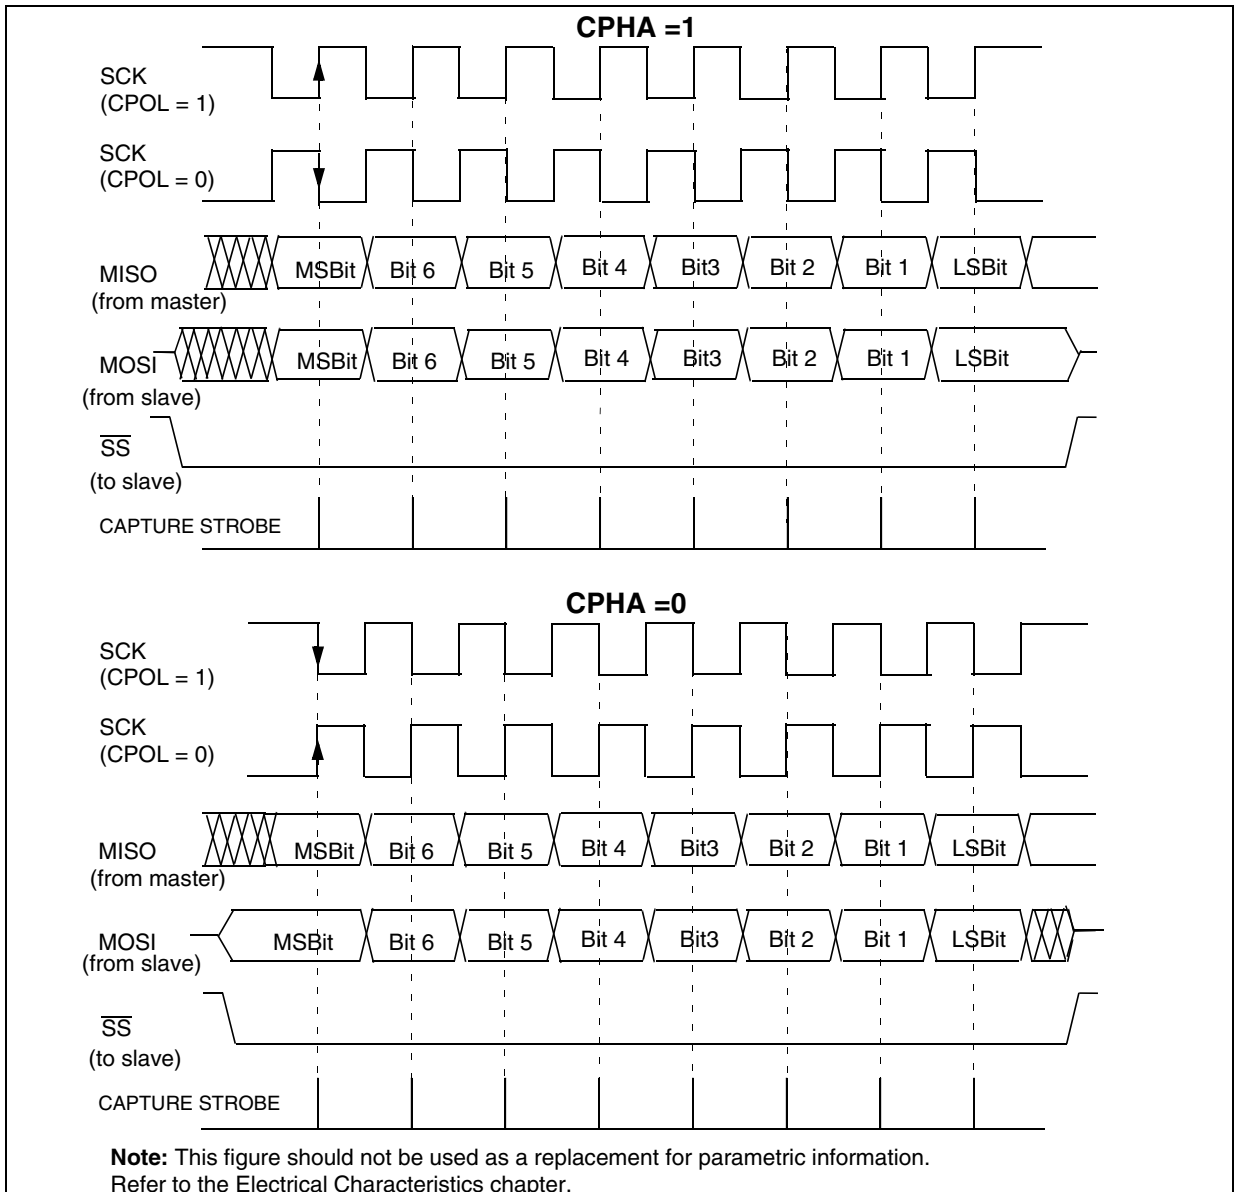 CPHA =1
SCK
(CPOL = 1)
SCK
(CPOL = 0)
MISO
(from master)
MSBit Bit 6 Bit 5 Bit 4 Bit3 Bit 2 Bit 1 LSBit
MOSI
(from slave)
MSBit Bit 6 Bit 5 Bit 4 Bit3 Bit 2 Bit 1 LSBit
SS
(to slave)
CAPTURE STROBE
CPHA =0
SCK
(CPOL = 1)
SCK
(CPOL = 0)
MISO
(from master)
MSBit Bit 6 Bit 5 Bit 4 Bit3 Bit 2 Bit 1 LSBit
MOSI
(from slave)
MSBit Bit 6 Bit 5 Bit 4 Bit3 Bit 2 Bit 1 LSBit
SS
(to slave)
CAPTURE STROBE
Note: This figure should not be used as a replacement for parametric information.
Refer to the Electrical Characteristics chapter.